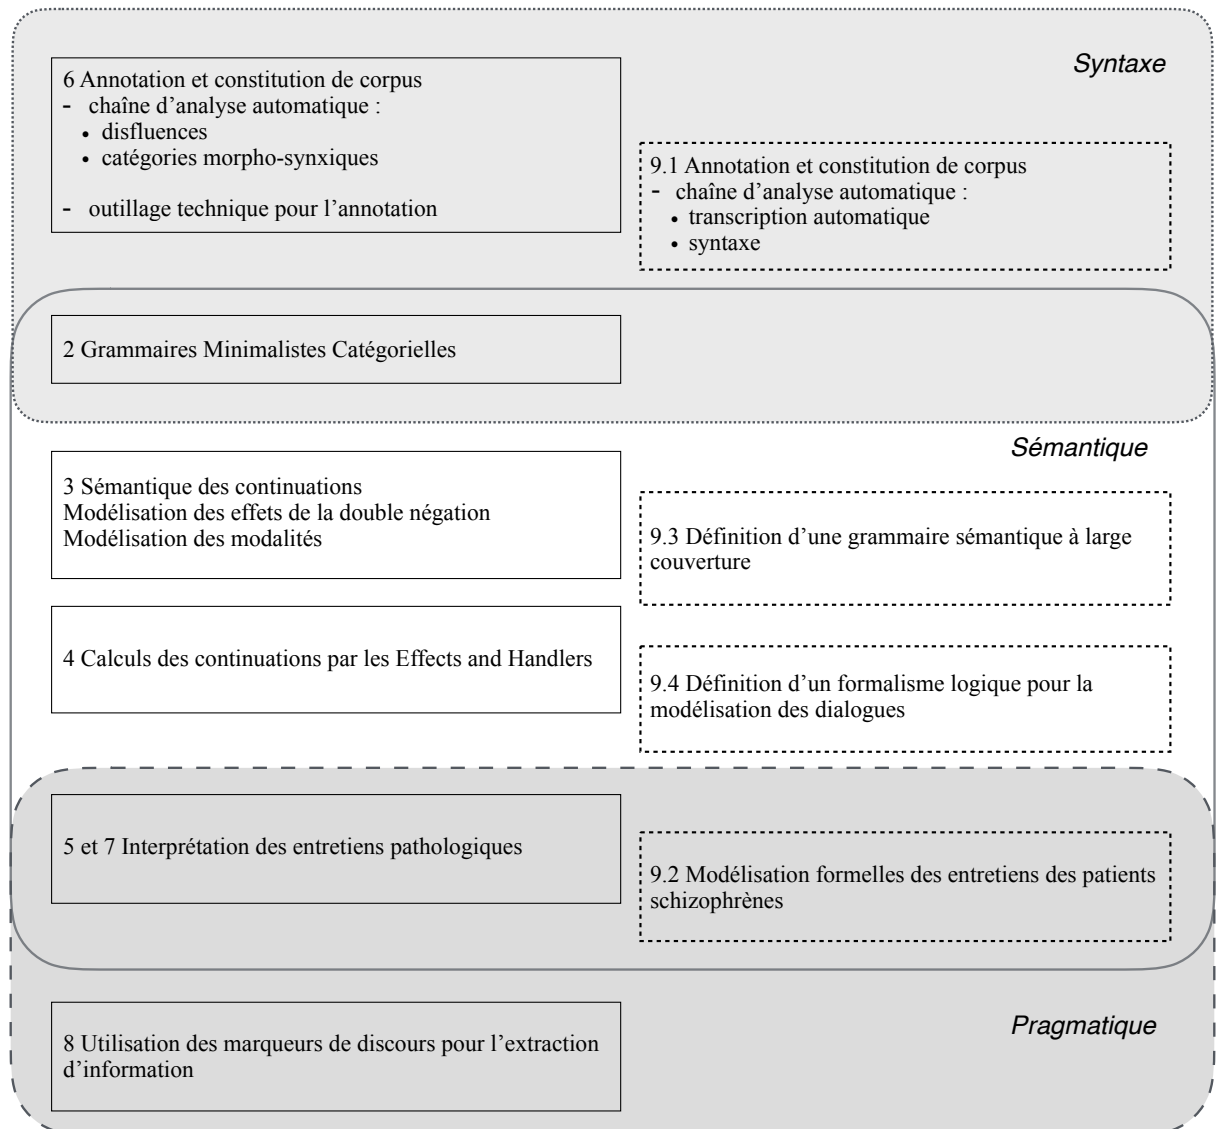 Syntaxe
6 Annotation et constitution de corpus
- chaîne d’analyse automatique :
• disfluences
• catégories morpho-synxiques
- outillage technique pour l’annotation
9.1 Annotation et constitution de corpus
- chaîne d’analyse automatique :
• transcription automatique
• syntaxe
2 Grammaires Minimalistes Catégorielles
Sémantique
3 Sémantique des continuations
Modélisation des effets de la double négation
Modélisation des modalités
9.3 Définition d’une grammaire sémantique à large
couverture
4 Calculs des continuations par les Effects and Handlers
9.4 Définition d’un formalisme logique pour la
modélisation des dialogues
5 et 7 Interprétation des entretiens pathologiques
9.2 Modélisation formelles des entretiens des patients
schizophrènes
Pragmatique
8 Utilisation des marqueurs de discours pour l’extraction
d’information